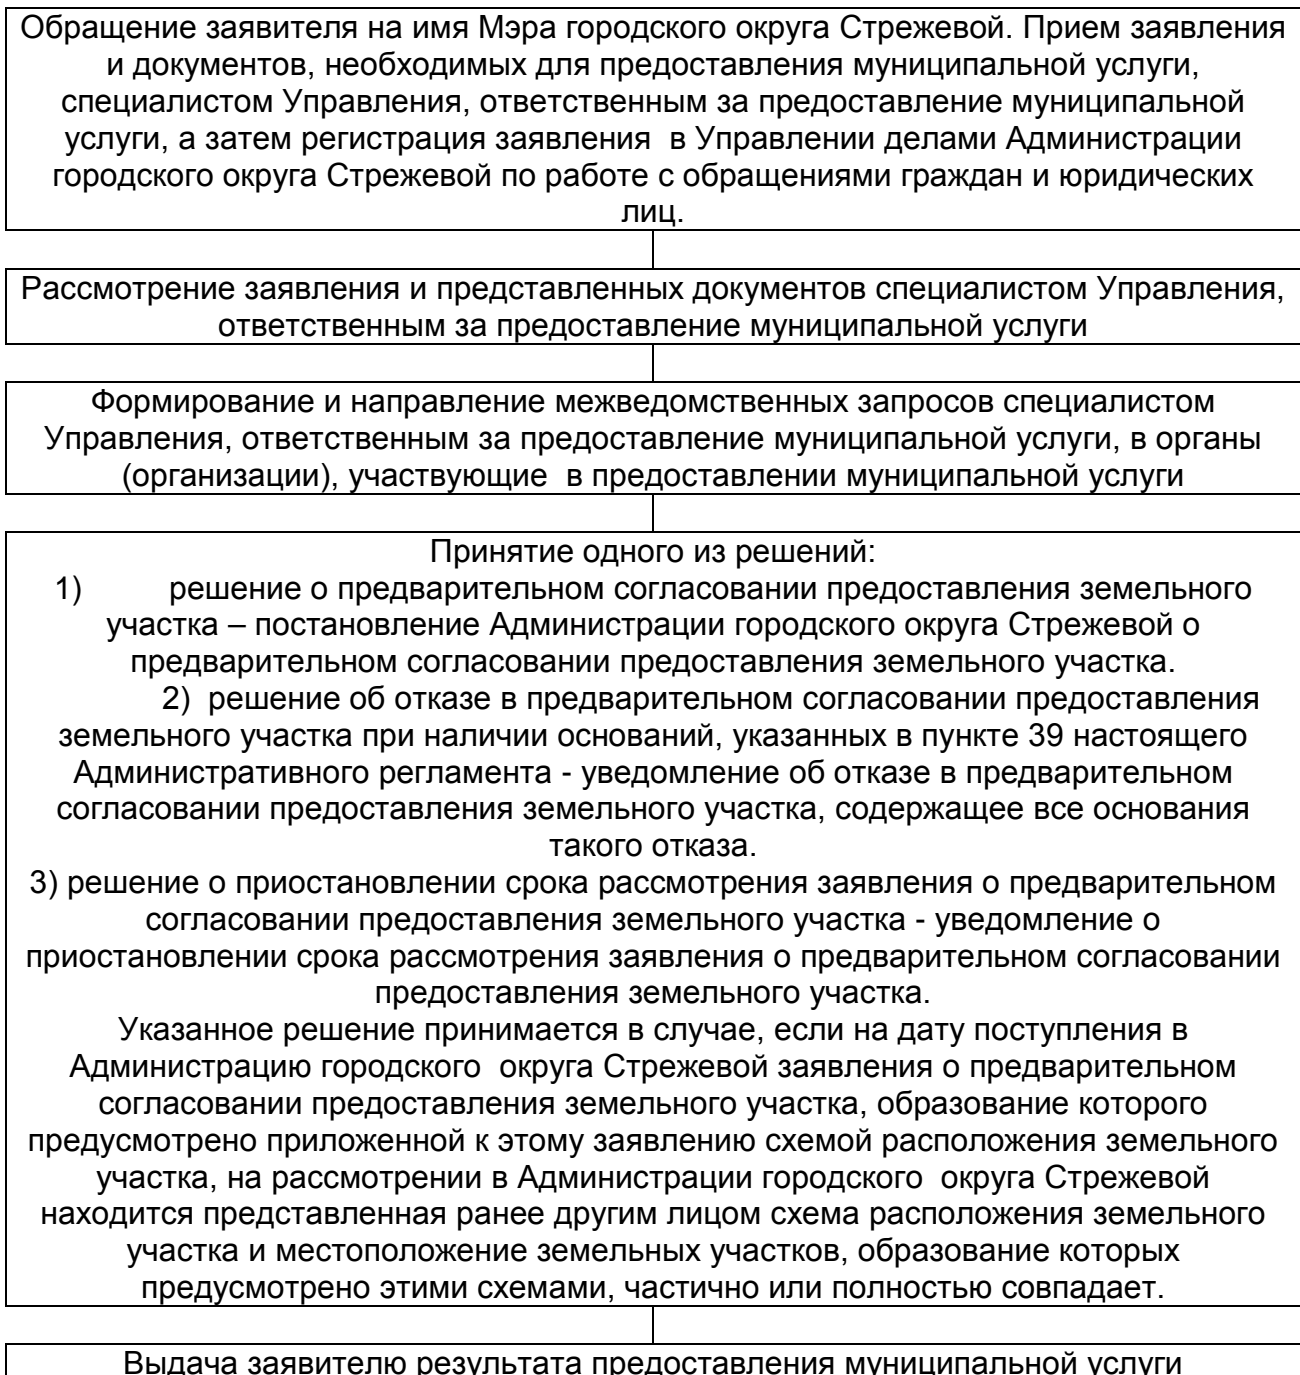 Обращение заявителя на имя Мэра городского округа Стрежевой. Прием заявления
и документов, необходимых для предоставления муниципальной услуги,
специалистом Управления, ответственным за предоставление муниципальной
услуги, а затем регистрация заявления  в Управлении делами Администрации
городского округа Стрежевой по работе с обращениями граждан и юридических
лиц.
Рассмотрение заявления и представленных документов специалистом Управления,
ответственным за предоставление муниципальной услуги
Формирование и направление межведомственных запросов специалистом
Управления, ответственным за предоставление муниципальной услуги, в органы
(организации), участвующие  в предоставлении муниципальной услуги
Принятие одного из решений:
1) решение о предварительном согласовании предоставления земельного
участка – постановление Администрации городского округа Стрежевой о
предварительном согласовании предоставления земельного участка.
2)  решение об отказе в предварительном согласовании предоставления
земельного участка при наличии оснований, указанных в пункте 39 настоящего
Административного регламента - уведомление об отказе в предварительном
согласовании предоставления земельного участка, содержащее все основания
такого отказа.
3) решение о приостановлении срока рассмотрения заявления о предварительном
согласовании предоставления земельного участка - уведомление о
приостановлении срока рассмотрения заявления о предварительном согласовании
предоставления земельного участка.
Указанное решение принимается в случае, если на дату поступления в
Администрацию городского  округа Стрежевой заявления о предварительном
согласовании предоставления земельного участка, образование которого
предусмотрено приложенной к этому заявлению схемой расположения земельного
участка, на рассмотрении в Администрации городского  округа Стрежевой
находится представленная ранее другим лицом схема расположения земельного
участка и местоположение земельных участков, образование которых
предусмотрено этими схемами, частично или полностью совпадает.
Выдача заявителю результата предоставления муниципальной услуги